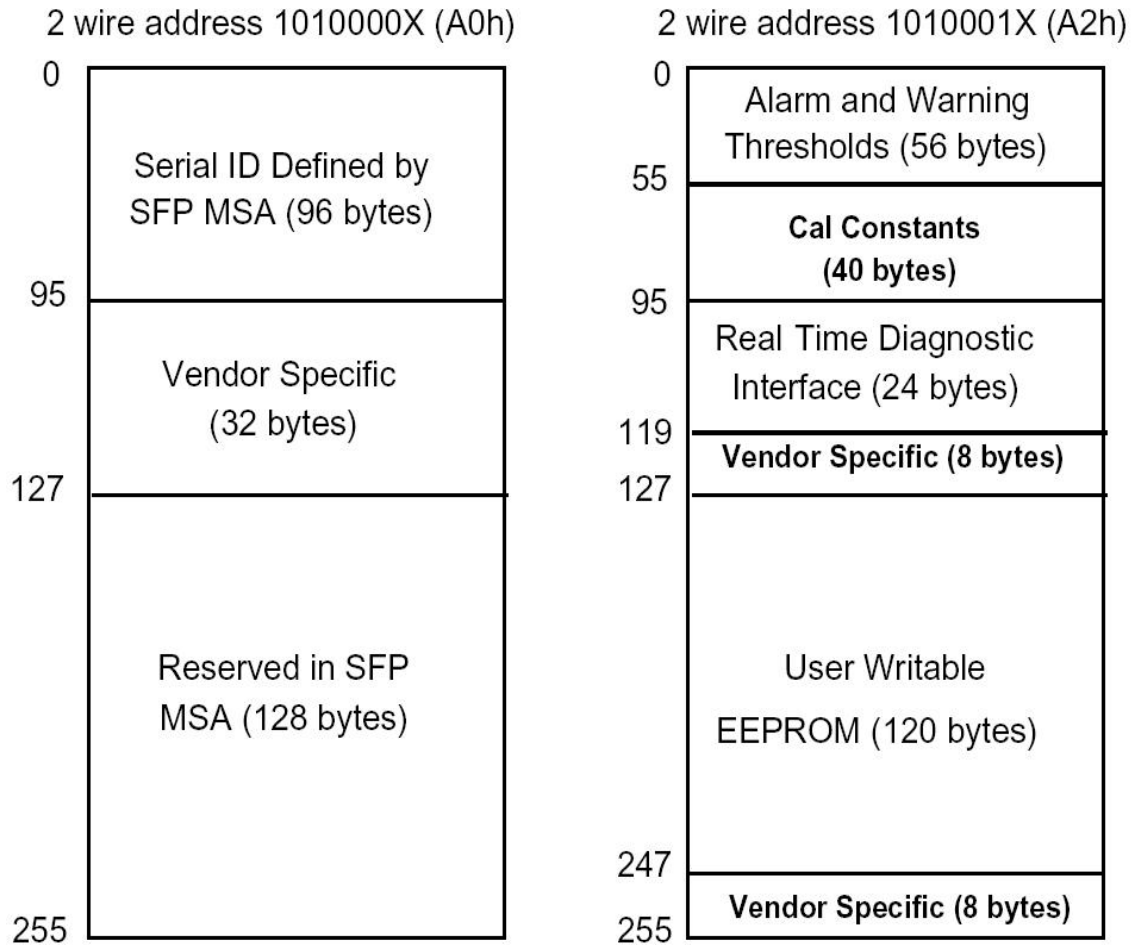 2 wire address 1010000X (A0h)
0
Serial ID Defined by
SFP MSA (96 bytes)
95
Vendor Specific
(32 bytes)
127
Reserved in SFP
MSA (128 bytes)
255
2 wire address 1010001X (A2h)
0
Alarm and Warning
Thresholds (56 bytes)
55
Cal Constants
(40 bytes)
95
Real Time Diagnostic
Interface (24 bytes)
119
Vendor Specific (8 bytes)
127
User Writable
EEPROM (120 bytes)
247
Vendor Specific (8 bytes)
255